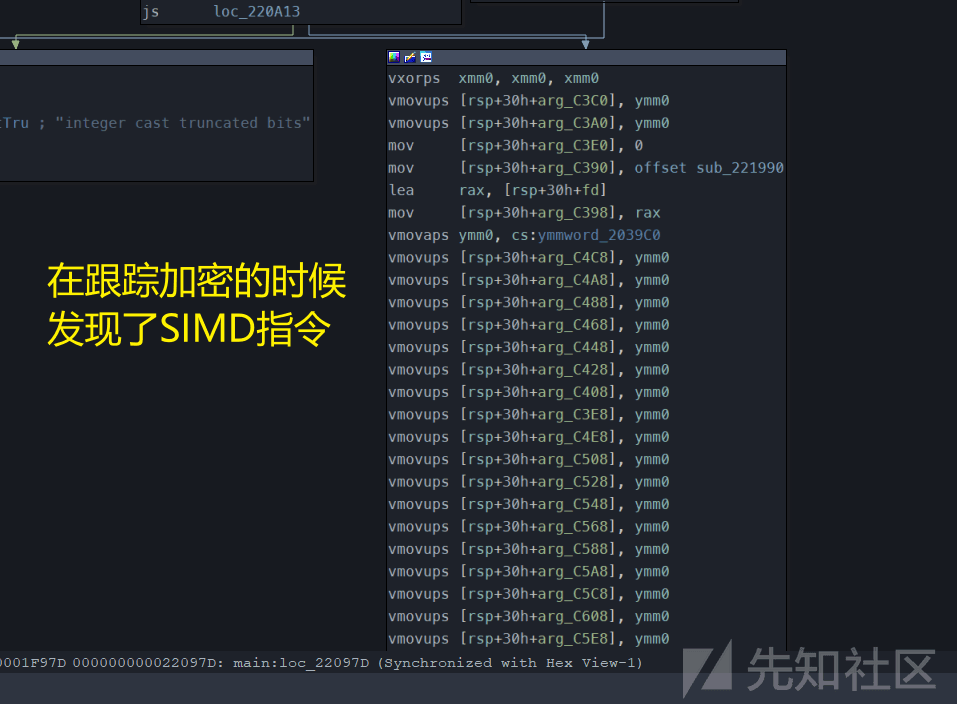 js loc_220A13
tTru ; "integer cast truncated bits"
在跟踪加密的时候
发现了SIMD指令
vxorps xmm0, xmm0, xmm0
vmovups [rsp+30h+arg_C3C0], ymm0
vmovups [rsp+30h+arg_C3A0], ymm0
mov [rsp+30h+arg_C3E0], 0
mov [rsp+30h+arg_C390], offset sub_221990
lea rax, [rsp+30h+fd]
mov [rsp+30h+arg_C398], rax
vmovaps ymm0, cs:ymmword_2039C0
vmovups [rsp+30h+arg_C4C8], ymm0
vmovups [rsp+30h+arg_C4A8], ymm0
vmovups [rsp+30h+arg_C488], ymm0
vmovups [rsp+30h+arg_C468], ymm0
vmovups [rsp+30h+arg_C448], ymm0
vmovups [rsp+30h+arg_C428], ymm0
vmovups [rsp+30h+arg_C408], ymm0
vmovups [rsp+30h+arg_C3E8], ymm0
vmovups [rsp+30h+arg_C4E8], ymm0
vmovups [rsp+30h+arg_C508], ymm0
vmovups [rsp+30h+arg_C528], ymm0
vmovups [rsp+30h+arg_C548], ymm0
vmovups [rsp+30h+arg_C568], ymm0
vmovups [rsp+30h+arg_C588], ymm0
vmovups [rsp+30h+arg_C5A8], ymm0
vmovups [rsp+30h+arg_C5C8], ymm0
vmovups [rsp+30h+arg_C608], ymm0
vmovups [rsp+30h+arg_C5E8], ymm0
0001F97D 000000000022097D: main:loc_22097D (Synchronized with Hex View-1)
先知社区